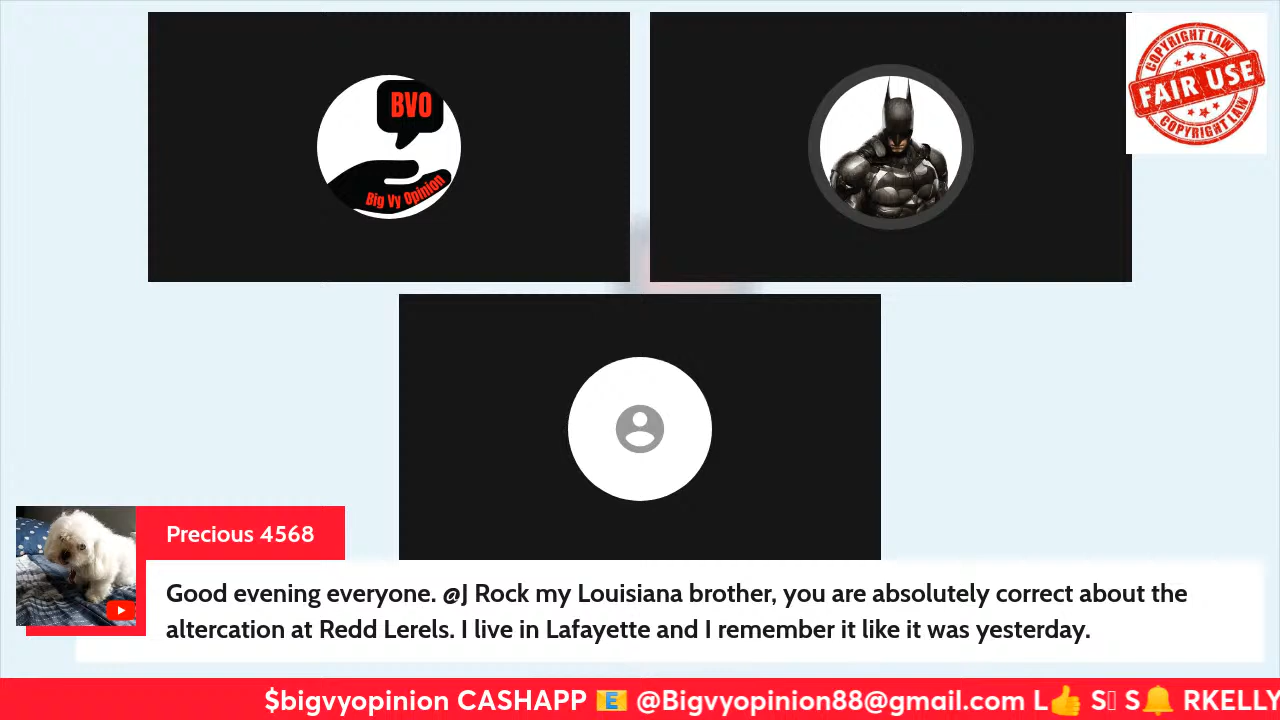 BVO
Big Vy Opinion
COPYRIGHT LAW
FAIR USE
COPYRIGHT LAW
Precious 4568
Good evening everyone. @J Rock my Louisiana brother, you are absolutely correct about the
altercation at Redd Lerels. I live in Lafayette and I remember it like it was yesterday.
$bigvyopinion CASHAPP 📧 @Bigvyopinion88@gmail.com L👍 S▯ S🔔 RKELLY